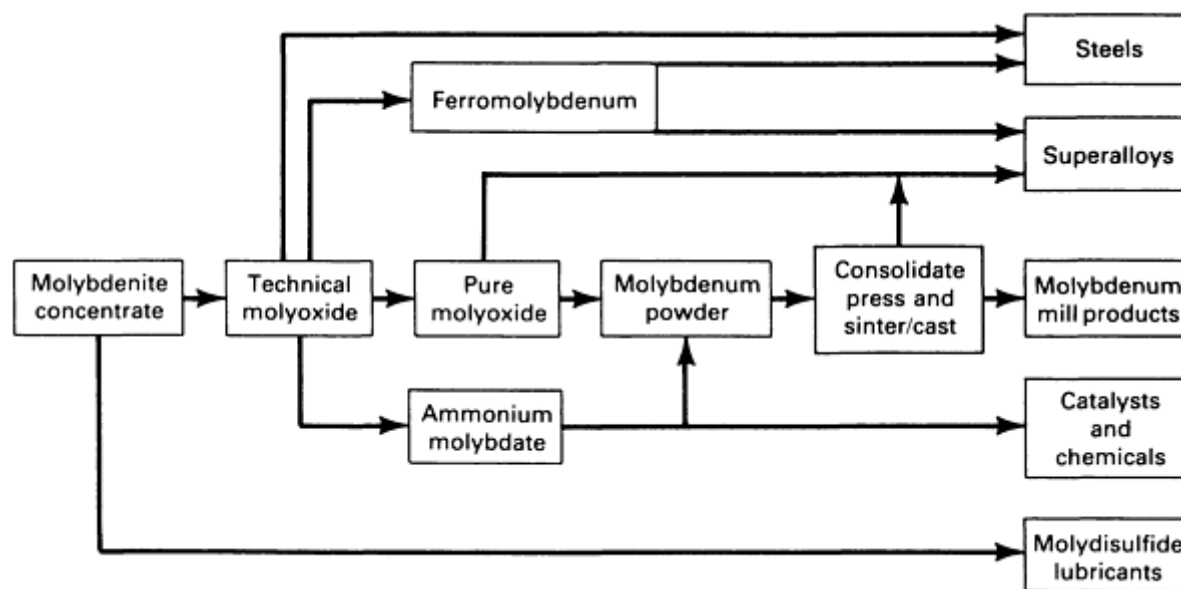 Steels
Ferromolybdenum
Superalloys
Molybdenite
concentrate
Technical
molyoxide
Pure
molyoxide
Molybdenum
powder
Consolidate
press and
sinter/cast
Molybdenum
mill products
Ammonium
molybdate
Catalysts
and
chemicals
Molydisulfide
lubricants